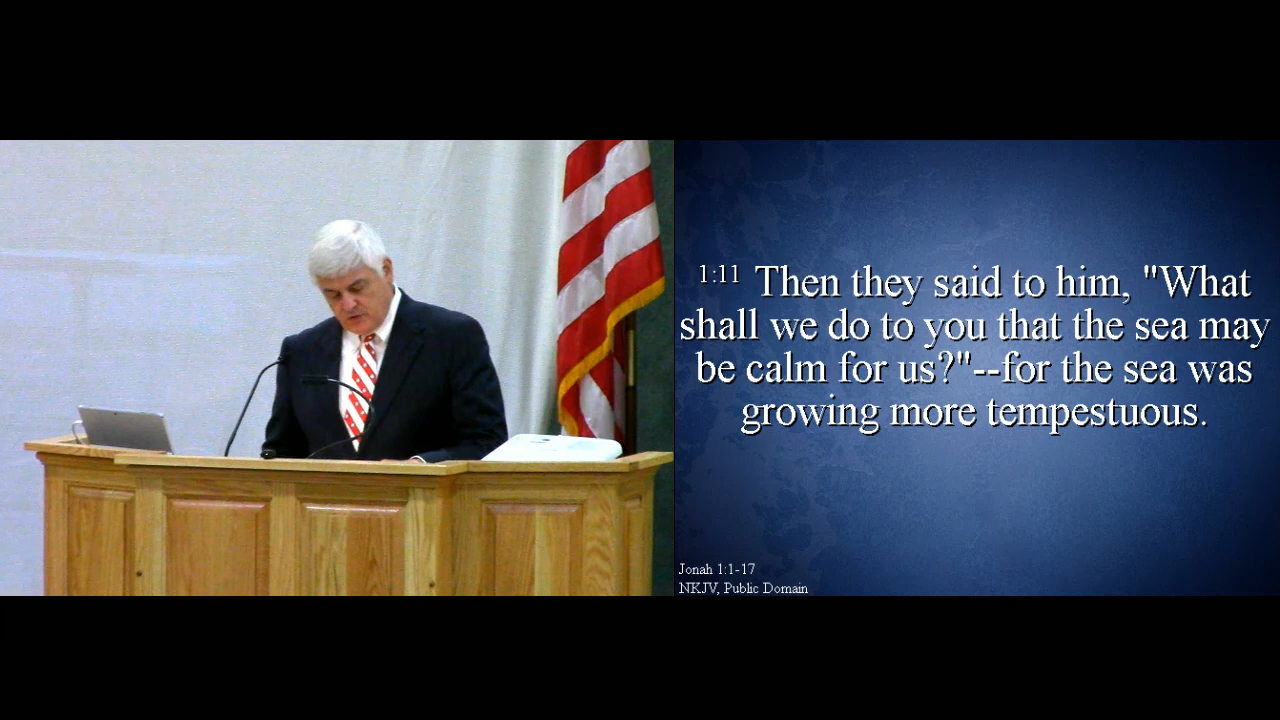 1:11 Then they said to him, "What
shall we do to you that the sea may
be calm for us?"--for the sea was
growing more tempestuous.
Jonah 1:1-17
NKJV, Public Domain